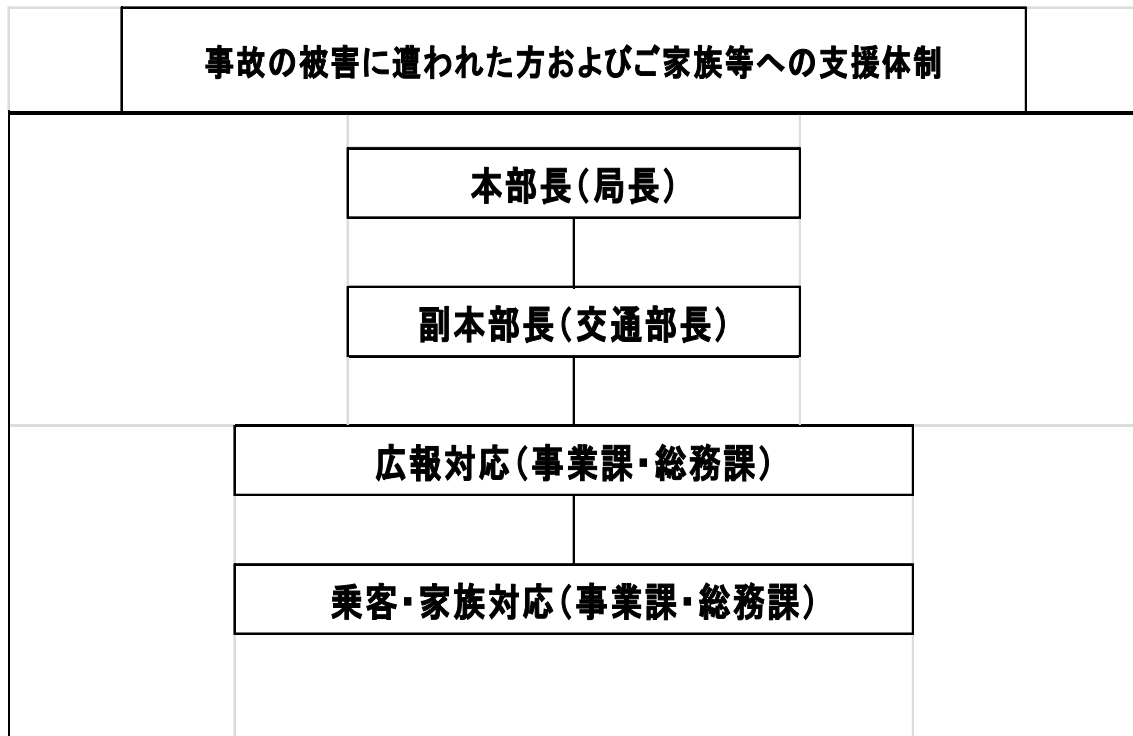 事故の被害に遭われた方およびご家族等への支援体制
本部長(局長)
副本部長(交通部長)
広報対応(事業課・総務課)
乗客・家族対応(事業課・総務課)